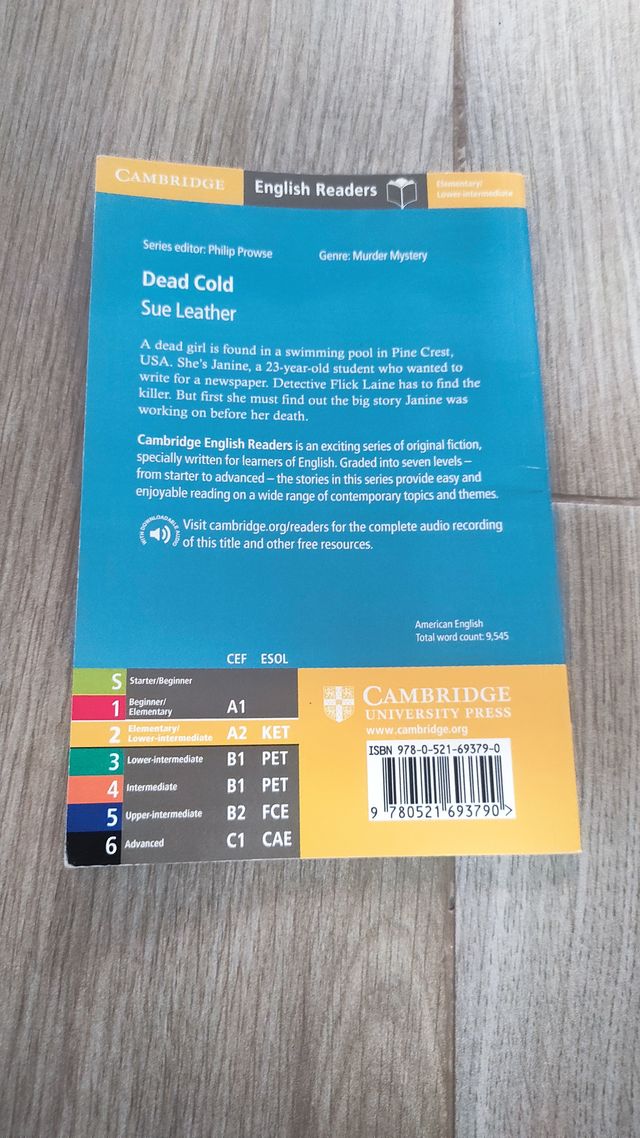 CAMBRIDGE English Readers Elementary/
Lower-intermediate
Series editor: Philip Prowse Genre: Murder Mystery
Dead Cold
Sue Leather
A dead girl is found in a swimming pool in Pine Crest,
USA. She's Janine, a 23-year-old student who wanted to
write for a newspaper. Detective Flick Laine has to find the
killer. But first she must find out the big story Janine was
working on before her death.
Cambridge English Readers is an exciting series of original fiction,
specially written for learners of English. Graded into seven levels –
from starter to advanced – the stories in this series provide easy and
enjoyable reading on a wide range of contemporary topics and themes.
WITH DOWNLOADABLE AUDIO
Visit cambridge.org/readers for the complete audio recording
of this title and other free resources.
American English
Total word count: 9,545
CEF ESOL
S Starter/Beginner
1 Beginner/
Elementary A1
2 Elementary/
Lower-intermediate A2 KET
3 Lower-intermediate B1 PET
4 Intermediate B1 PET
5 Upper-intermediate B2 FCE
6 Advanced C1 CAE
CAMBRIDGE
UNIVERSITY PRESS
www.cambridge.org
ISBN 978-0-521-69379-0
9 780521 693790 >